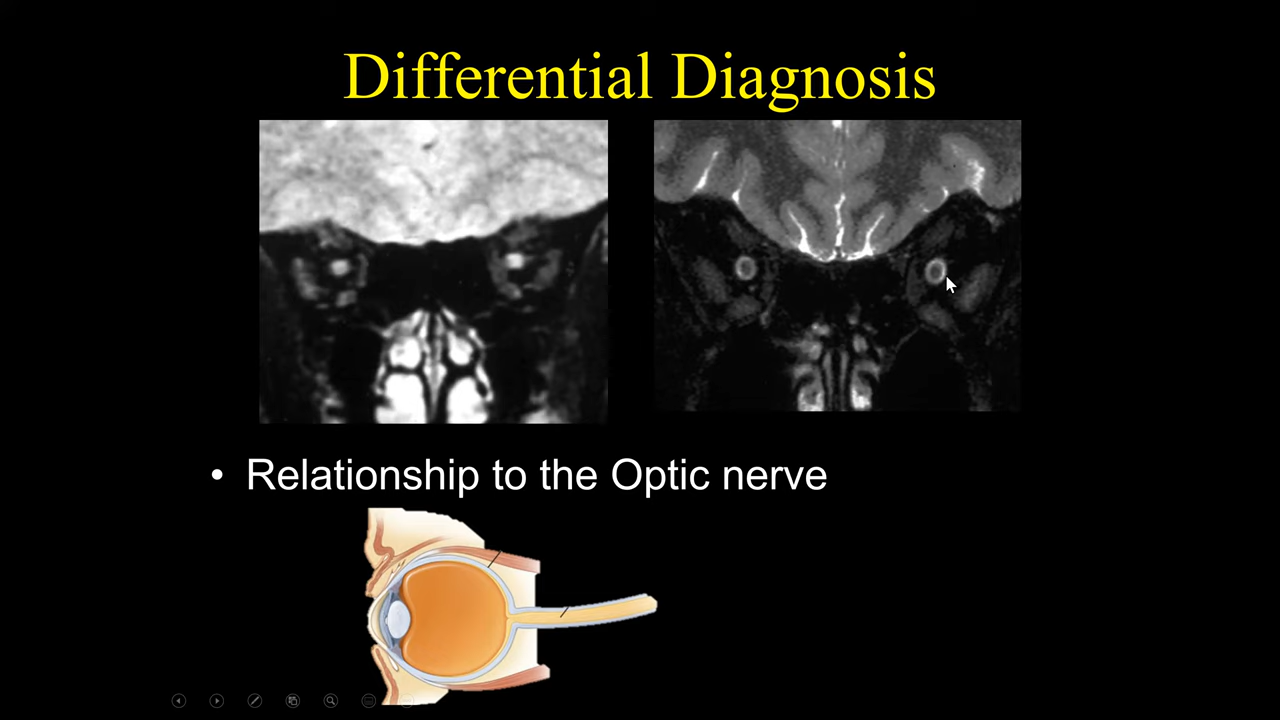 Differential Diagnosis
• Relationship to the Optic nerve